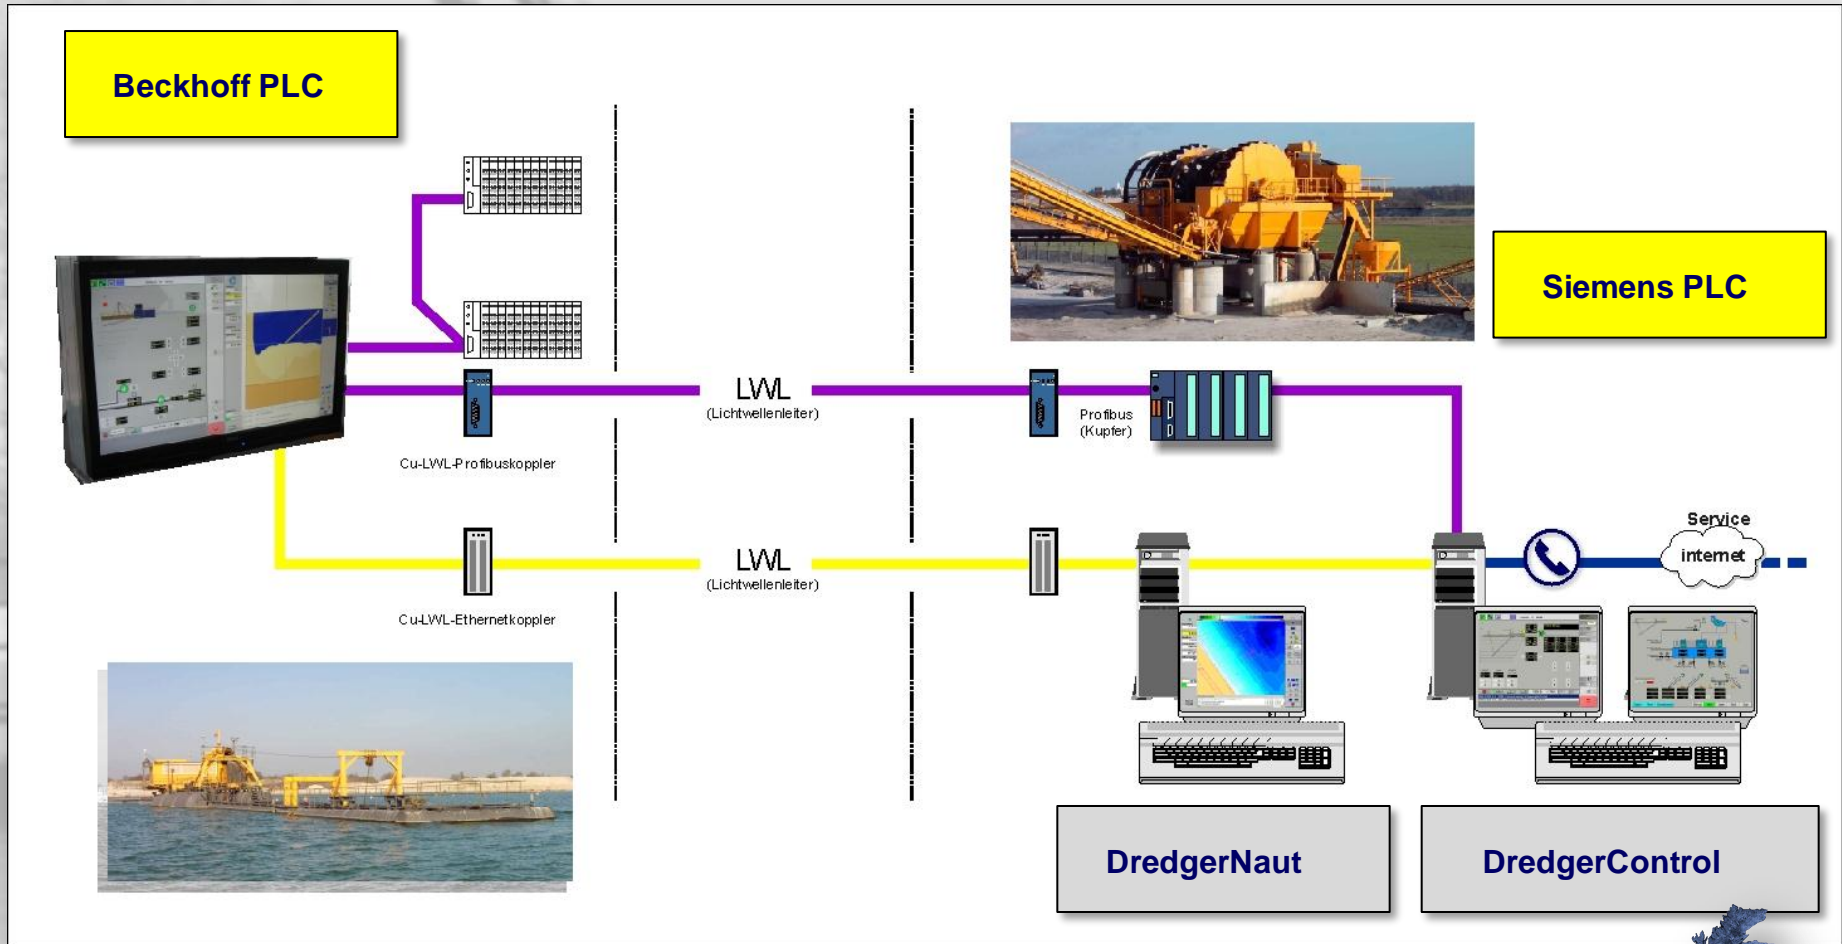 Beckhoff PLC
Siemens PLC
LWL
(Lichtwellenleiter)
Profibus
(Kupfer)
Cu-LWL-Profibuskoppler
Service
internet
LWL
(Lichtwellenleiter)
Cu-LWL-Ethernetkoppler
DredgerNaut
DredgerControl